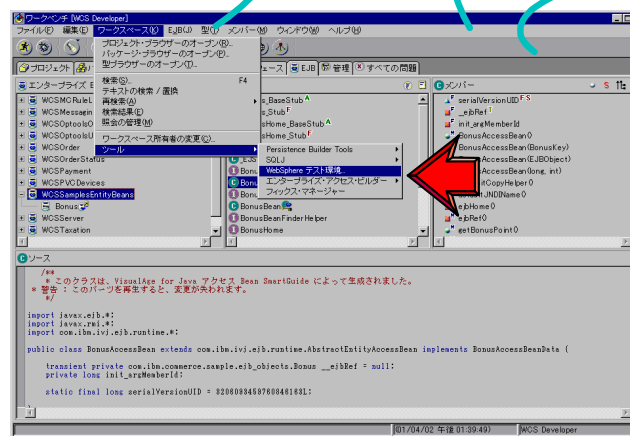 ワークベンチ [WCS Developer]
ファイル(F) 編集(E) ワークスペース(K) EJB(J) 型(T) メンバー(M) ウィンドウ(W) ヘルプ(H)
プロジェクト・ブラウザーのオープン(R)..
パッケージ・ブラウザーのオープン(P)..
型ブラウザーのオープン(T)..
検索(S).. F4
テキストの検索 / 置換
再検索(A)
検索結果(E)
照会の管理(M)
ワークスペース所有者の変更(C)..
ツール
Persistence Builder Tools
SQLJ
WebSphere テスト環境..
エンタープライズ・アクセス・ビルダー
フィックス・マネージャー
プロジェクト
ェース EJB 管理 すべての問題
エンタープライズ B
WCSMCRuleL
WCSMessagin
WCSOptoolsO
WCSOptoolsU
WCSOrder
WCSOrderStatus
WCSPayment
WCSPVCDevices
WCSSamplesEntityBeans
Bonus
WCSServer
WCSTaxation
s_BaseStub
s_Stub
sHome_BaseStub
sHome_Stub
_EJS
Bonu
Bonu
Bonu
BonusBean
BonusBeanFinderHelper
BonusHome
メンバー
serialVersionUID
__ejbRef
init_argMemberId
BonusAccessBean()
BonusAccessBean(BonusKey)
BonusAccessBean(EJBObject)
BonusAccessBean(long, int)
itCopyHelper()
tJNDIName()
ejbHome()
ejbRef()
getBonusPoint()
ソース
/**
* このクラスは、VisualAge for Java アクセス Bean SmartGuide によって生成されました。
* 警告 : このパーツを再生すると、変更が失われます。
*/
import javax.ejb.*;
import javax.rmi.*;
import com.ibm.ivj.ejb.runtime.*;
public class BonusAccessBean extends com.ibm.ivj.ejb.runtime.AbstractEntityAccessBean implements BonusAccessBeanData {
transient private com.ibm.commerce.sample.ejb_objects.Bonus __ejbRef = null;
private long init_argMemberId;
static final long serialVersionUID = 3206093459760846163L;
(01/04/02 午後 01:39:49) WCS Developer